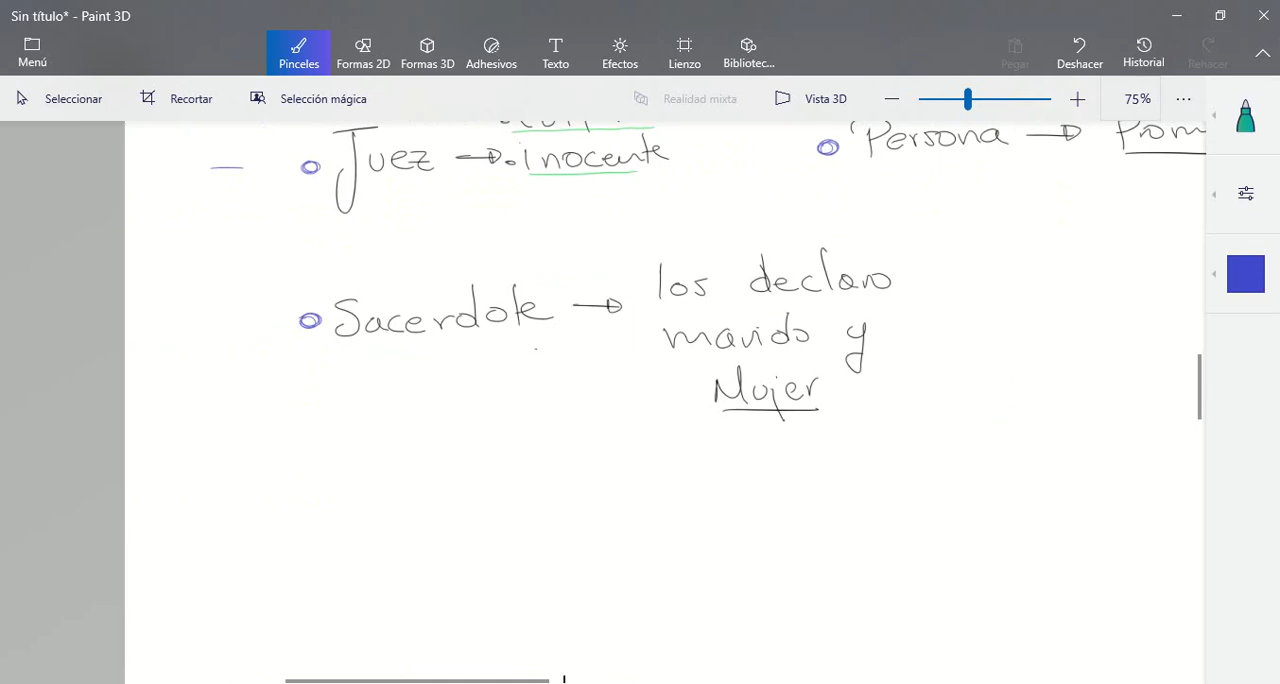 Sin título* - Paint 3D
Menú
Pinceles
Formas 2D
Formas 3D
Adhesivos
Texto
Efectos
Lienzo
Bibliotec...
Pegar
Deshacer
Historial
Rehacer
Seleccionar
Recortar
Selección mágica
Realidad mixta
Vista 3D
75%
Juez → . inocente
Persona →
Sacerdote → los declaro
marido y
Mujer